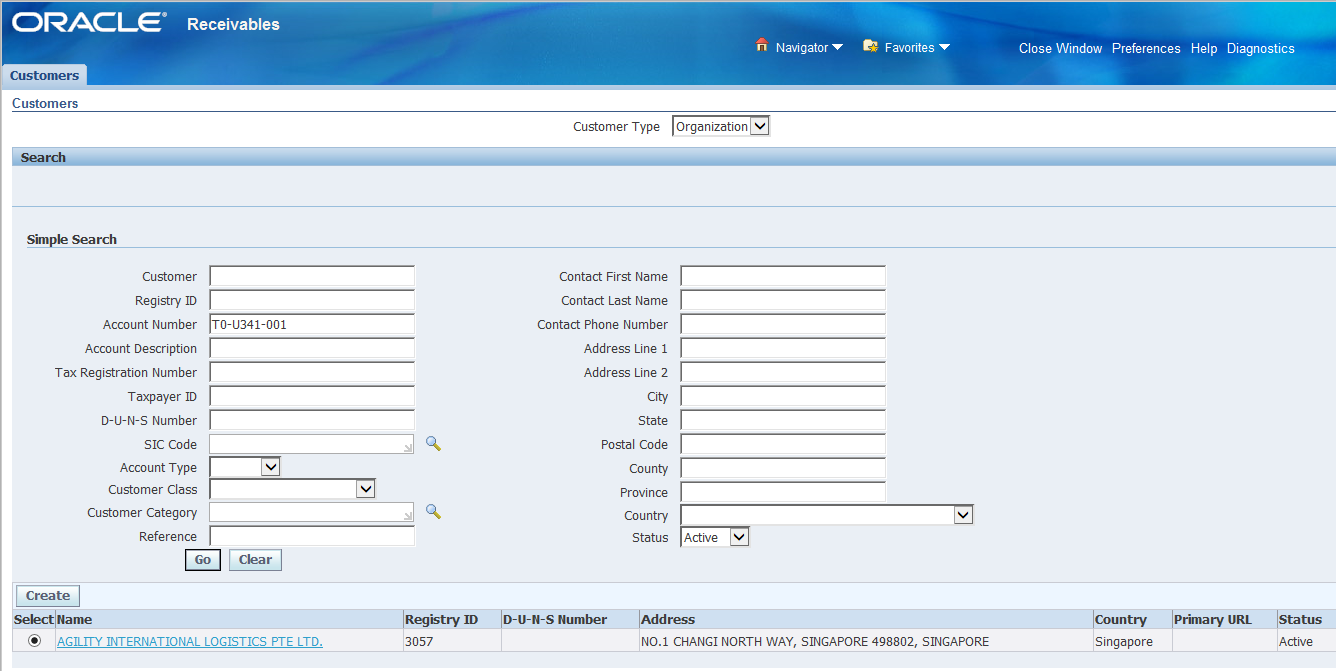 ORACLE® Receivables
Navigator Favorites Close Window Preferences Help Diagnostics
Customers
Customers
Customer Type Organization
Search
Simple Search
Customer Contact First Name
Registry ID Contact Last Name
Account Number T0-U341-001 Contact Phone Number
Account Description Address Line 1
Tax Registration Number Address Line 2
Taxpayer ID City
D-U-N-S Number State
SIC Code Postal Code
Account Type County
Customer Class Province
Customer Category Country
Reference Status Active
Go Clear
Create
Select Name Registry ID D-U-N-S Number Address Country Primary URL Status
AGILITY INTERNATIONAL LOGISTICS PTE LTD. 3057 NO.1 CHANGI NORTH WAY, SINGAPORE 498802, SINGAPORE Singapore Active